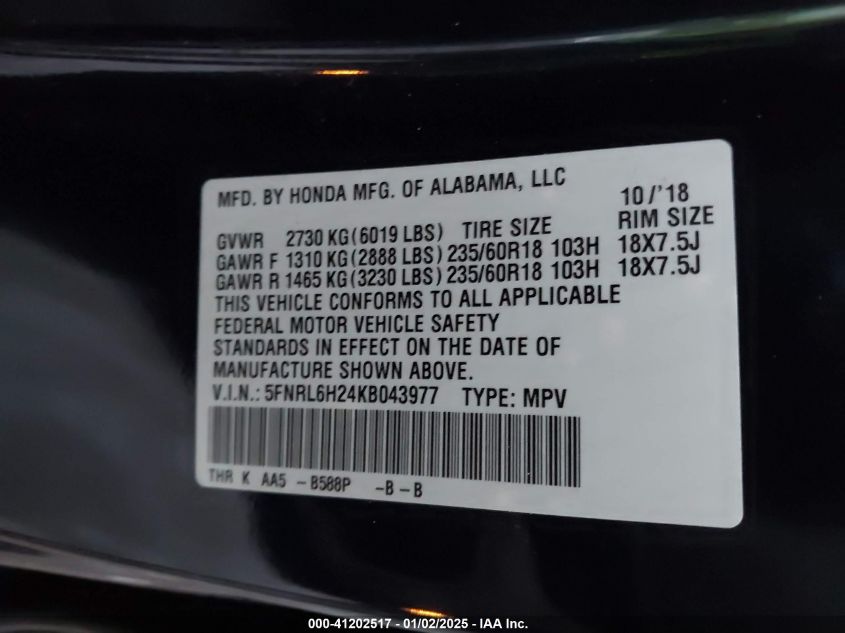 MFD. BY HONDA MFG. OF ALABAMA, LLC 10/'18
GVWR 2730 KG(6019 LBS) TIRE SIZE RIM SIZE
GAWR F 1310 KG(2888 LBS) 235/60R18 103H 18X7.5J
GAWR R 1465 KG(3230 LBS) 235/60R18 103H 18X7.5J
THIS VEHICLE CONFORMS TO ALL APPLICABLE
FEDERAL MOTOR VEHICLE SAFETY
STANDARDS IN EFFECT ON THE DATE OF
MANUFACTURE SHOWN ABOVE.
V.I.N.: 5FNRL6H24KB043977 TYPE: MPV
THR K AA5 -B588P -B-B
000-41202517 - 01/02/2025 - IAA Inc.